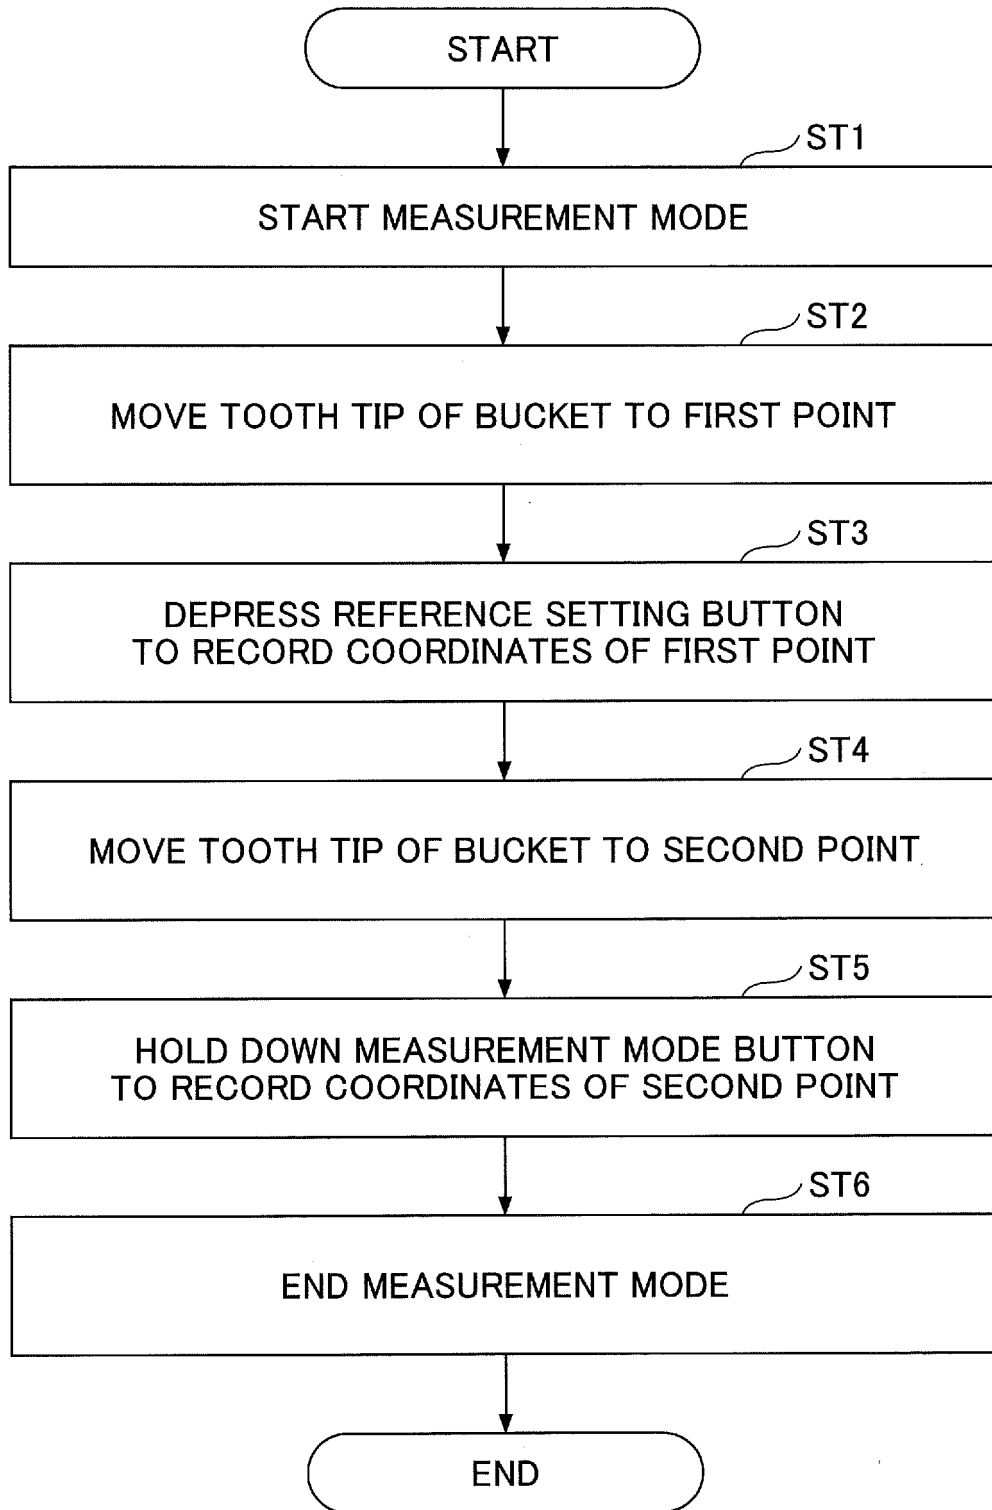 START
ST1
START MEASUREMENT MODE
ST2
MOVE TOOTH TIP OF BUCKET TO FIRST POINT
ST3
DEPRESS REFERENCE SETTING BUTTON
TO RECORD COORDINATES OF FIRST POINT
ST4
MOVE TOOTH TIP OF BUCKET TO SECOND POINT
ST5
HOLD DOWN MEASUREMENT MODE BUTTON
TO RECORD COORDINATES OF SECOND POINT
ST6
END MEASUREMENT MODE
END